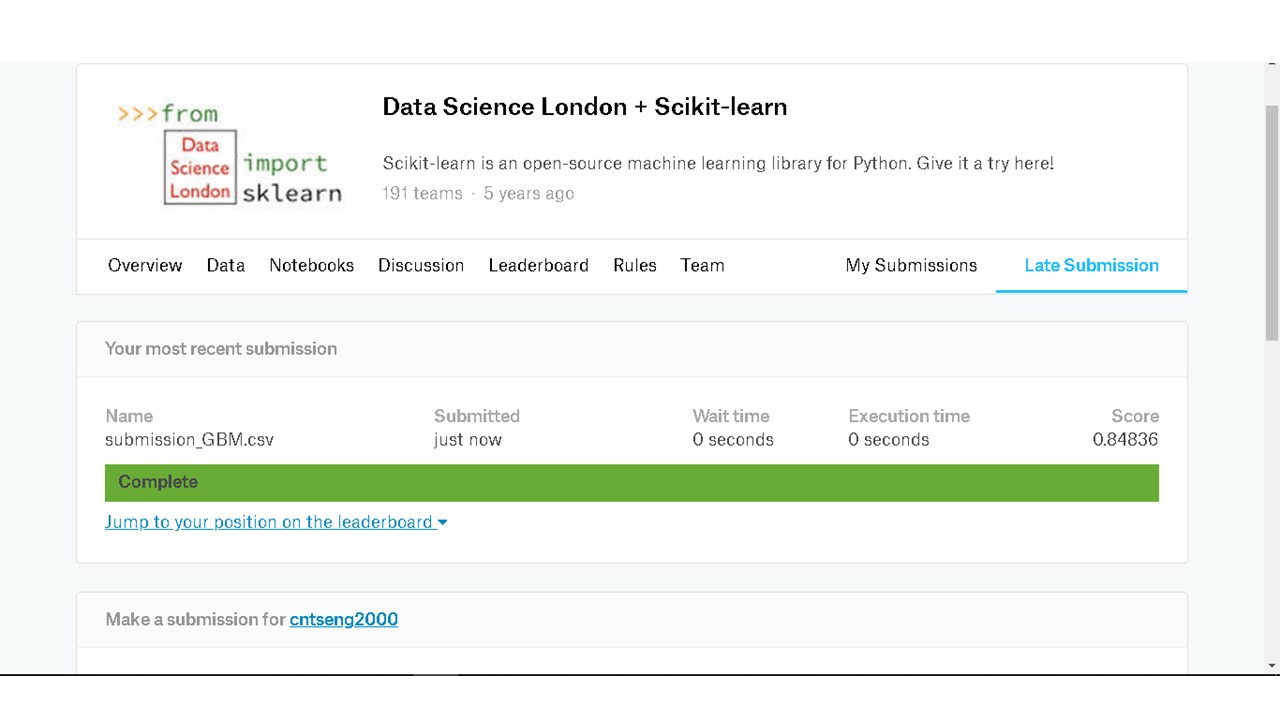 >>>from
Data
Science
London
import
sklearn
Data Science London + Scikit-learn
Scikit-learn is an open-source machine learning library for Python. Give it a try here!
191 teams · 5 years ago
Overview Data Notebooks Discussion Leaderboard Rules Team My Submissions Late Submission
Your most recent submission
Name Submitted Wait time Execution time Score
submission_GBM.csv just now 0 seconds 0 seconds 0.84836
Complete
Jump to your position on the leaderboard
Make a submission for cntseng2000